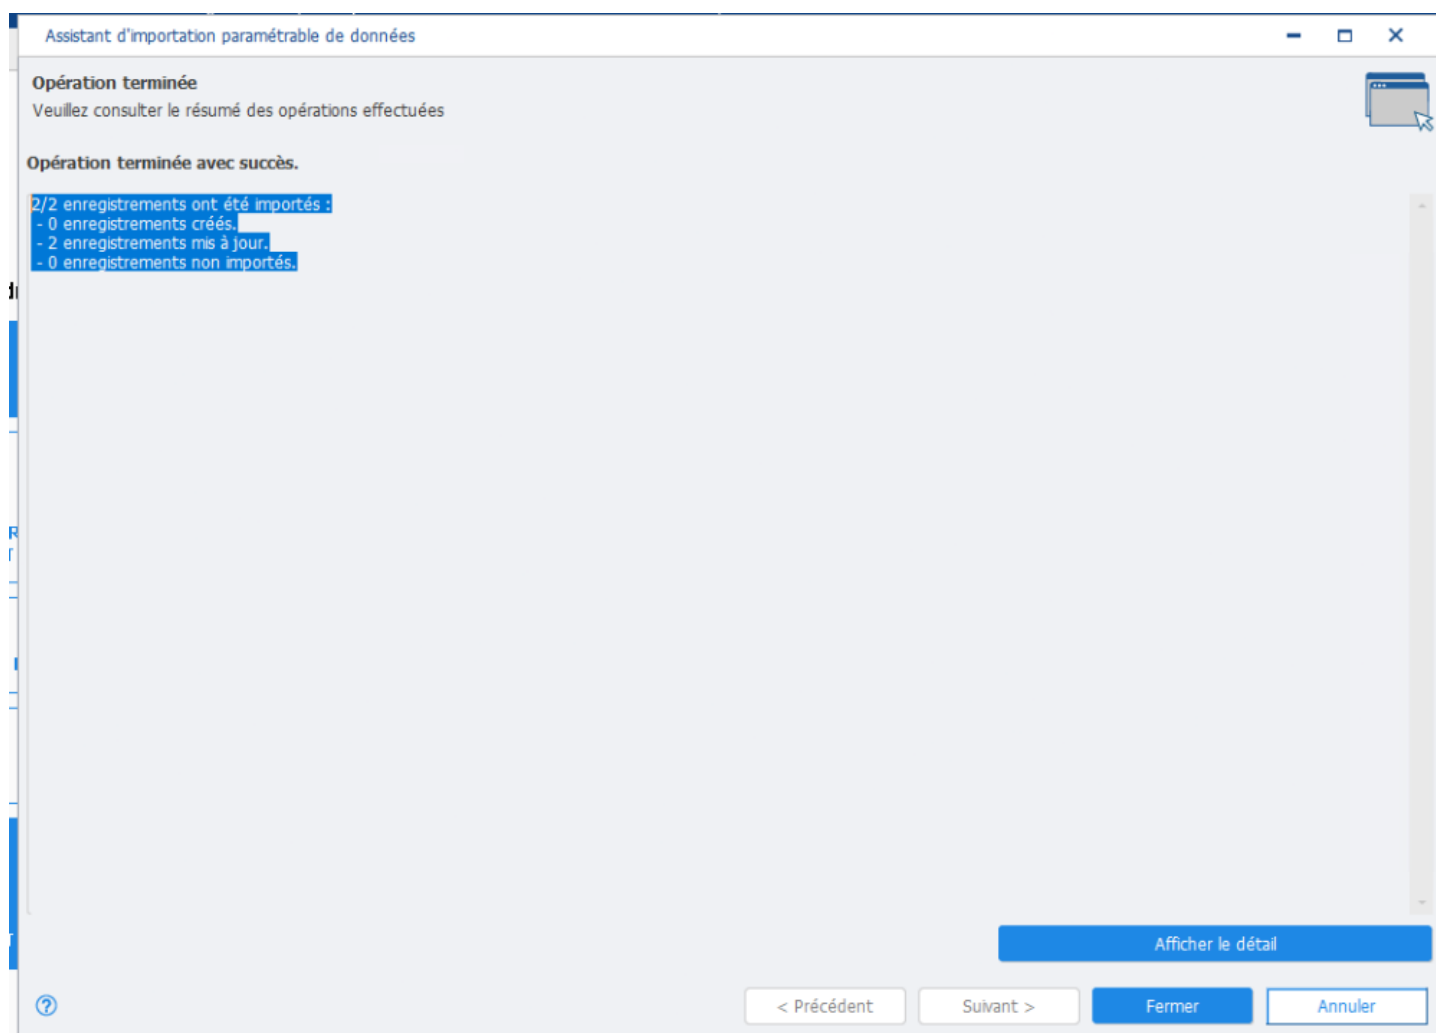 Assistant d'importation paramétrable de données
Opération terminée
Veuillez consulter le résumé des opérations effectuées
Opération terminée avec succès.
2/2 enregistrements ont été importés :
- 0 enregistrements créés.
- 2 enregistrements mis à jour.
- 0 enregistrements non importés.
Afficher le détail
< Précédent
Suivant >
Fermer
Annuler